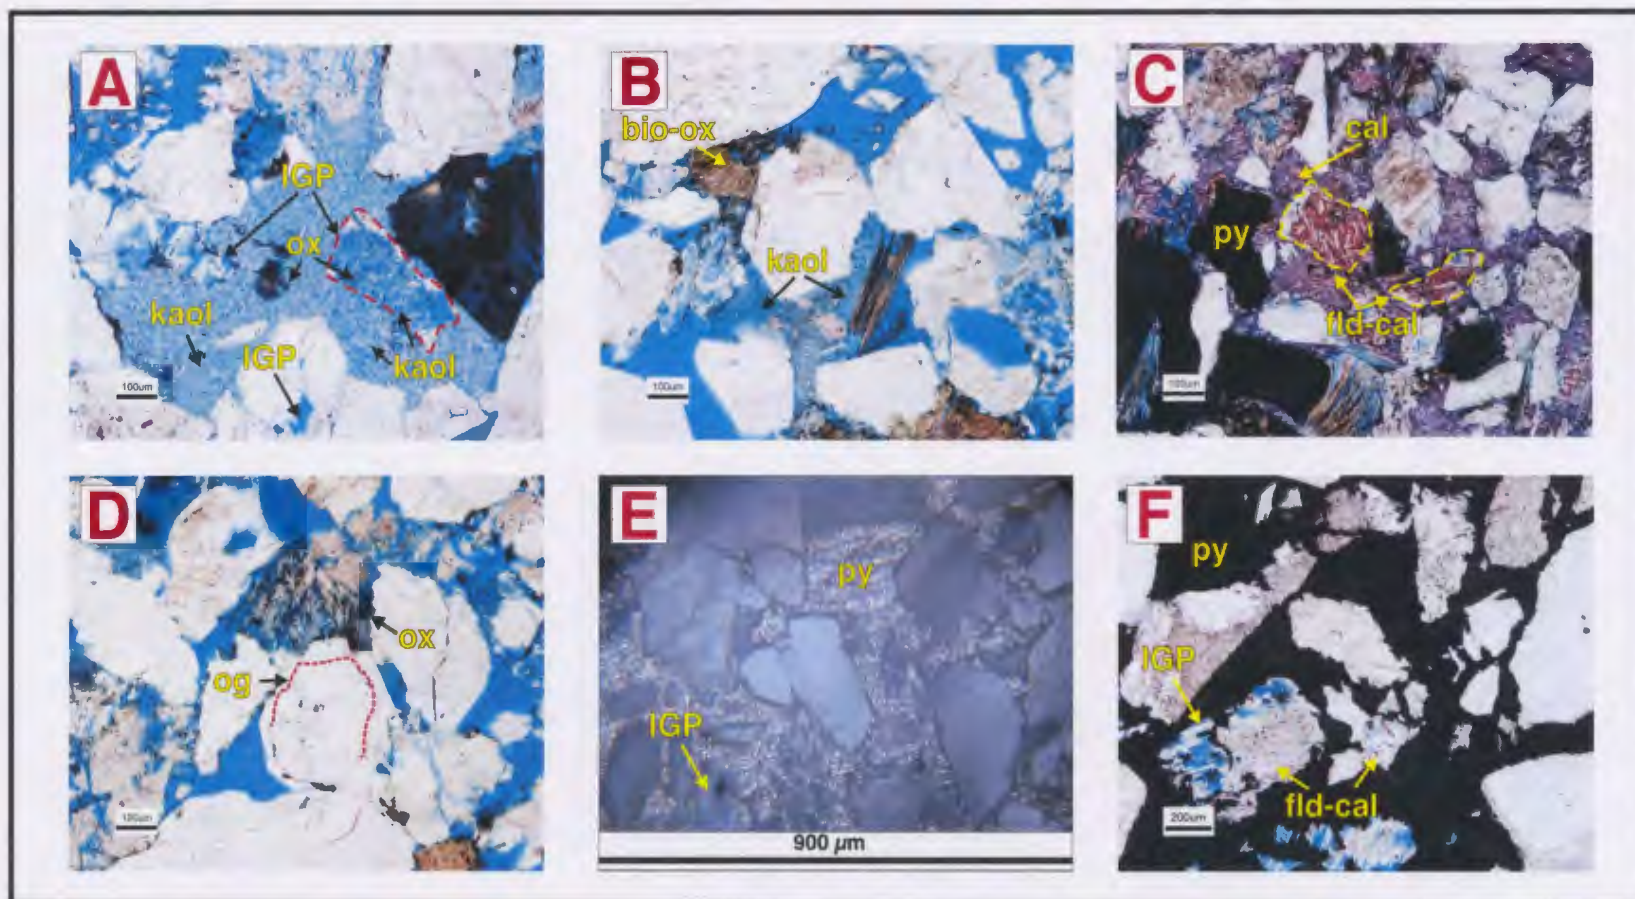 A
IGP
ox
kaol
IGP
kaol
100um
B
bio-ox
kaol
100um
C
cal
py
fld-cal
100um
D
ox
og
100um
E
py
IGP
900 µm
F
py
IGP
fld-cal
200um